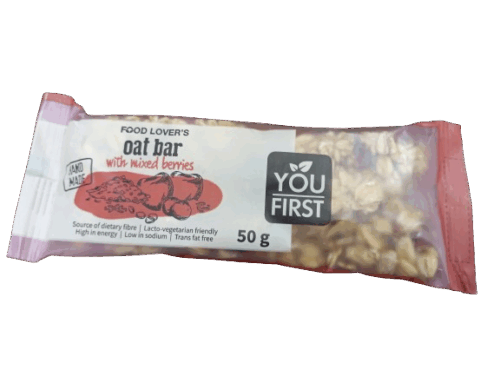 FOOD LOVER'S
oat bar
with mixed berries
HAND
MADE
YOU
FIRST
Source of dietary fibre | Lacto-vegetarian friendly
High in energy | Low in sodium | Trans fat free
50 g